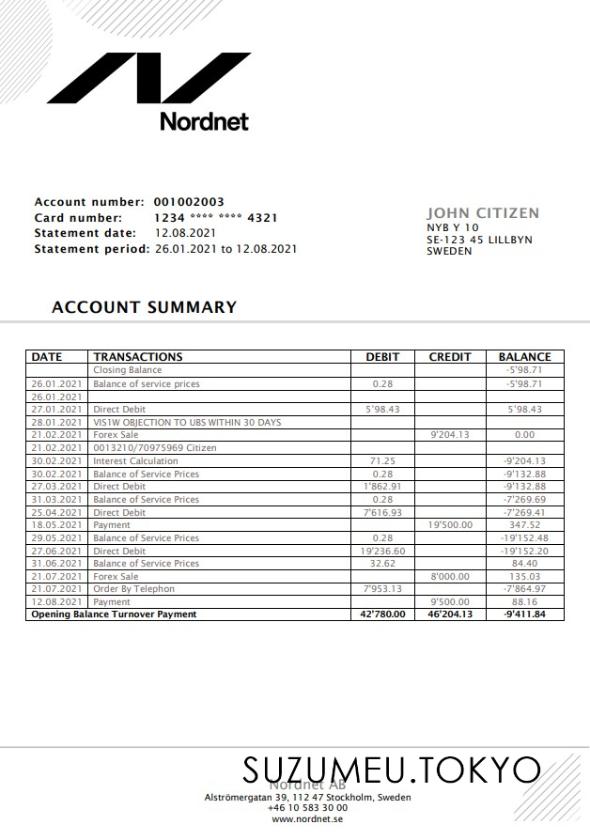 Nordnet
Account number: 001002003
Card number: 1234 **** **** 4321
Statement date: 12.08.2021
Statement period: 26.01.2021 to 12.08.2021
JOHN CITIZEN
NYB Y 10
SE-123 45 LILLBYN
SWEDEN
ACCOUNT SUMMARY
DATE TRANSACTIONS DEBIT CREDIT BALANCE
Closing Balance -5'98.71
26.01.2021 Balance of service prices 0.28 -5'98.71
26.01.2021
27.01.2021 Direct Debit 5'98.43 5'98.43
28.01.2021 VIS1W OBJECTION TO UBS WITHIN 30 DAYS
21.02.2021 Forex Sale 9'204.13 0.00
21.02.2021 0013210/70975969 Citizen
30.02.2021 Interest Calculation 71.25 -9'204.13
30.02.2021 Balance of Service Prices 0.28 -9'132.88
27.03.2021 Direct Debit 1'862.91 -9'132.88
31.03.2021 Balance of Service Prices 0.28 -7'269.69
25.04.2021 Direct Debit 7'616.93 -7'269.41
18.05.2021 Payment 19'500.00 347.52
29.05.2021 Balance of Service Prices 0.28 -19'152.48
27.06.2021 Direct Debit 19'236.60 -19'152.20
31.06.2021 Balance of Service Prices 32.62 84.40
21.07.2021 Forex Sale 8'000.00 135.03
21.07.2021 Order By Telephon 7'953.13 -7'864.97
12.08.2021 Payment 9'500.00 88.16
Opening Balance Turnover Payment 42'780.00 46'204.13 -9'411.84
SUZUMEU.TOKYO
Nordnet AB
Alströmergatan 39, 112 47 Stockholm, Sweden
+46 10 583 30 00
www.nordnet.se